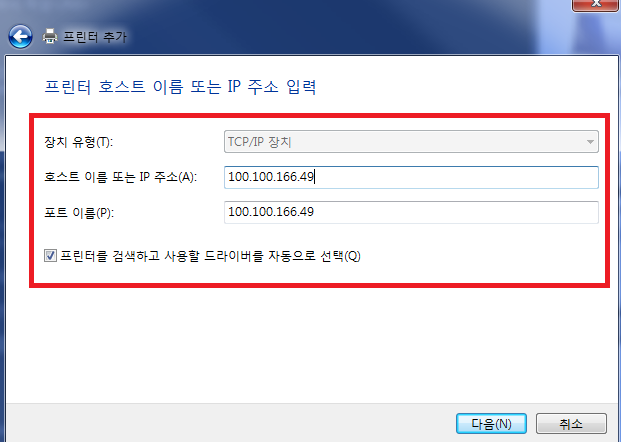 프린터 추가
프린터 호스트 이름 또는 IP 주소 입력
장치 유형(T): TCP/IP 장치
호스트 이름 또는 IP 주소(A): 100.100.166.49
포트 이름(P): 100.100.166.49
프린터를 검색하고 사용할 드라이버를 자동으로 선택(Q)
다음(N) 취소